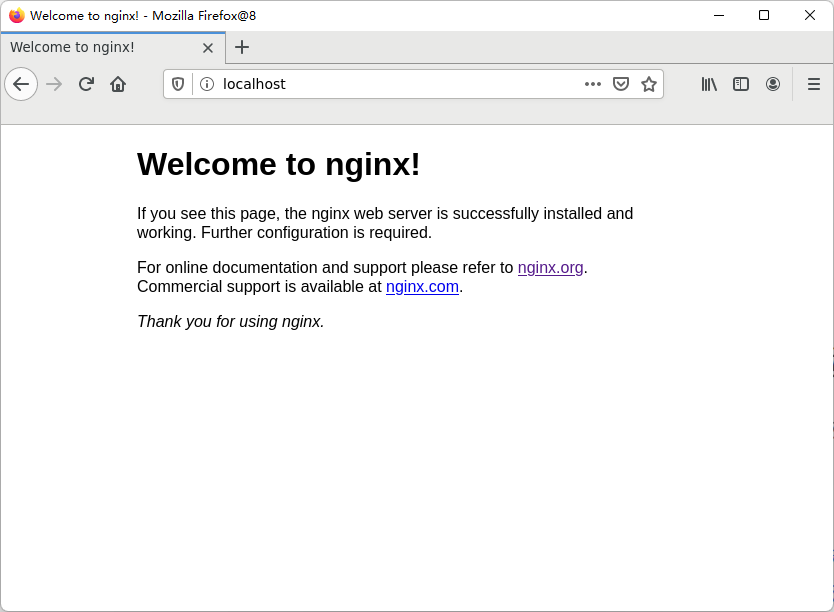 Welcome to nginx! - Mozilla Firefox@8
Welcome to nginx!
localhost
Welcome to nginx!
If you see this page, the nginx web server is successfully installed and
working. Further configuration is required.
For online documentation and support please refer to nginx.org.
Commercial support is available at nginx.com.
Thank you for using nginx.